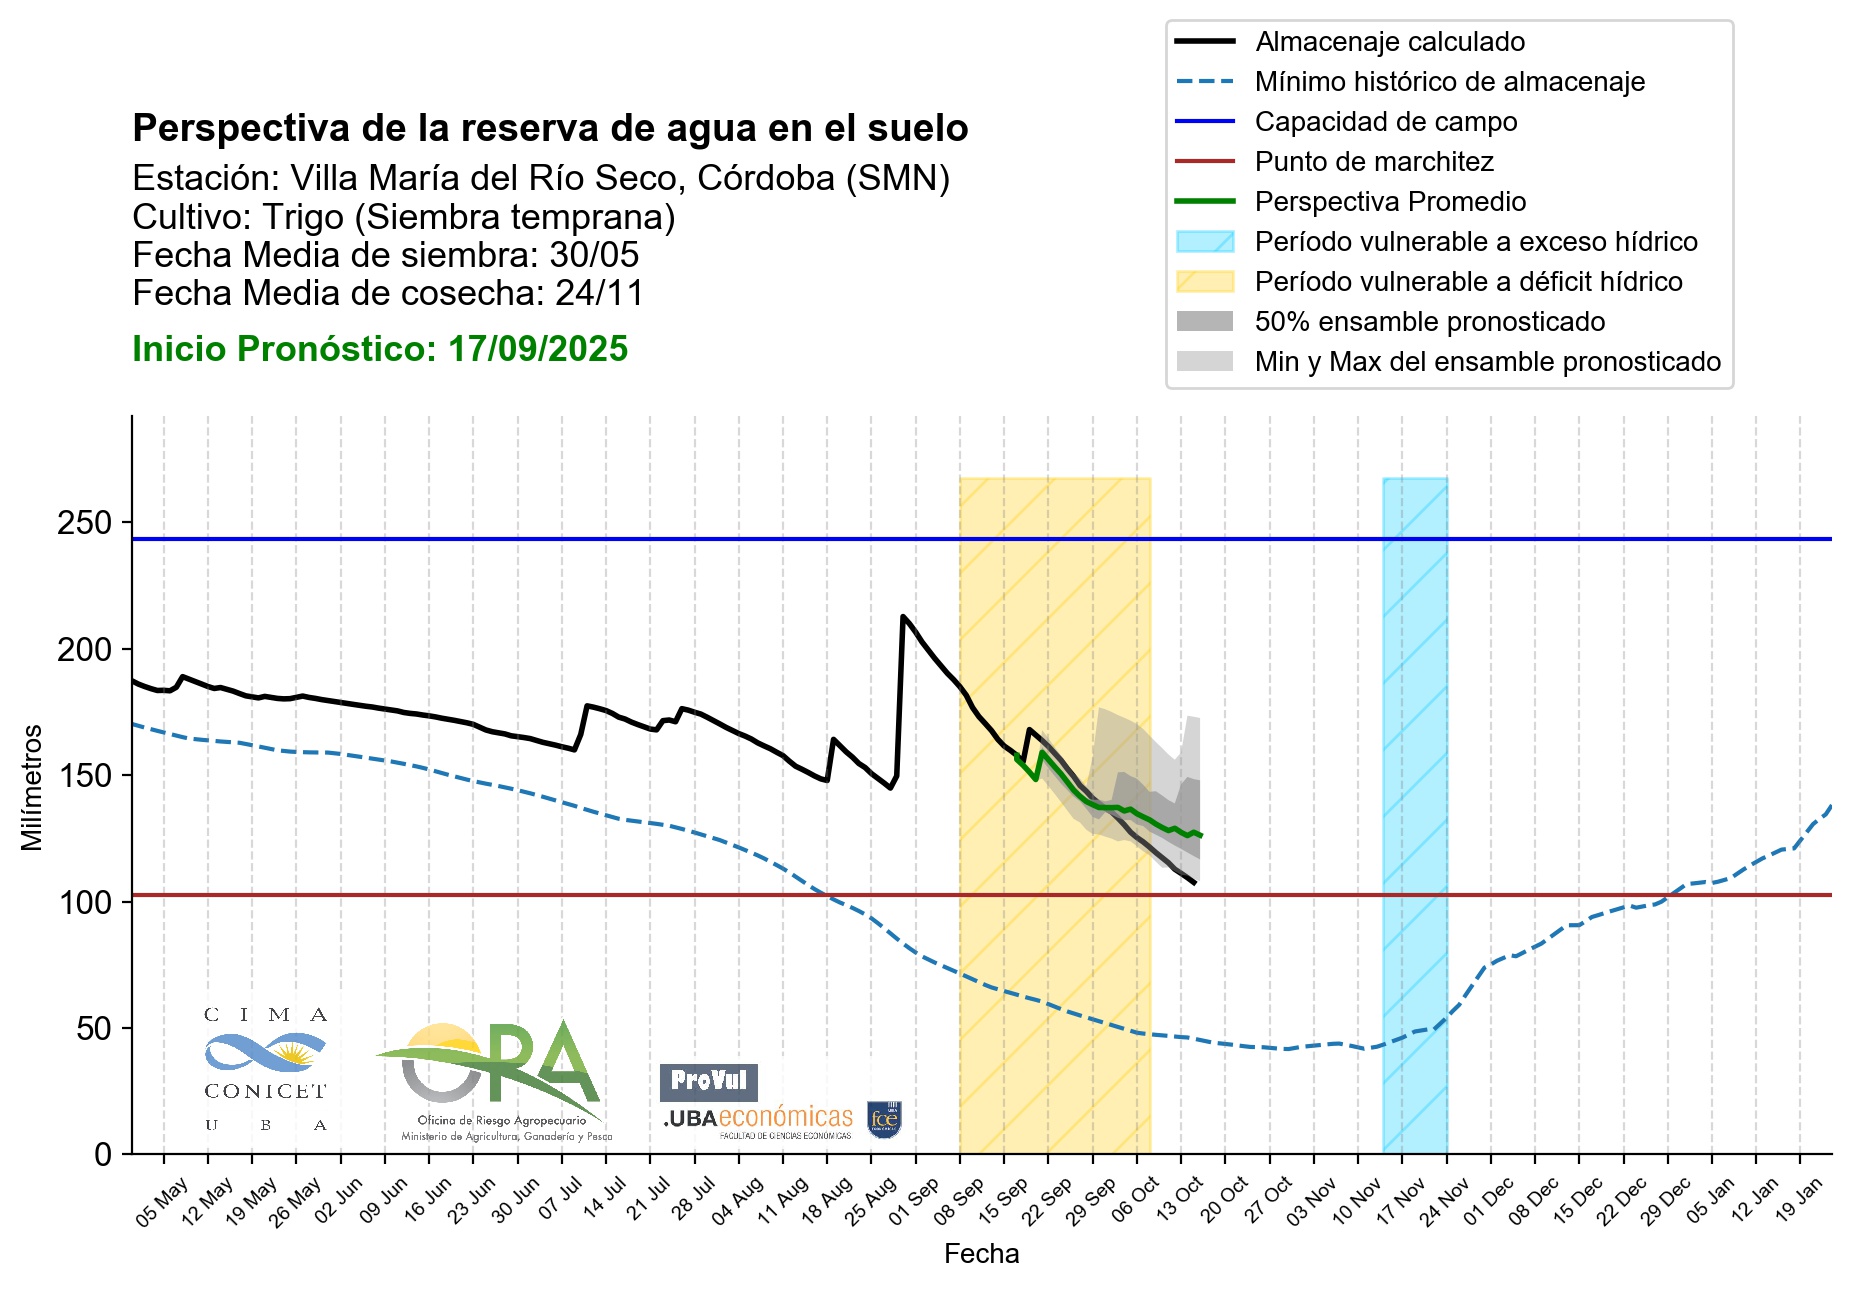 Almacenaje calculado
Mínimo histórico de almacenaje
Capacidad de campo
Punto de marchitez
Perspectiva Promedio
Período vulnerable a exceso hídrico
Período vulnerable a déficit hídrico
50% ensamble pronosticado
Min y Max del ensamble pronosticado
Perspectiva de la reserva de agua en el suelo
Estación: Villa María del Río Seco, Córdoba (SMN)
Cultivo: Trigo (Siembra temprana)
Fecha Media de siembra: 30/05
Fecha Media de cosecha: 24/11
Inicio Pronóstico: 17/09/2025
Milímetros
250
200
150
100
50
0
CIMA
CONICET
UBA
ORA
Oficina de Riesgo Agropecuario
Ministerio de Agricultura, Ganadería y Pesca
ProVul
.UBAeconómicas
FACULTAD DE CIENCIAS ECONÓMICAS
fce
05 May
12 May
19 May
26 May
02 Jun
09 Jun
16 Jun
23 Jun
30 Jun
07 Jul
14 Jul
21 Jul
28 Jul
04 Aug
11 Aug
18 Aug
25 Aug
01 Sep
08 Sep
15 Sep
22 Sep
29 Sep
06 Oct
13 Oct
20 Oct
27 Oct
03 Nov
10 Nov
17 Nov
24 Nov
01 Dec
08 Dec
15 Dec
22 Dec
29 Dec
05 Jan
12 Jan
19 Jan
Fecha